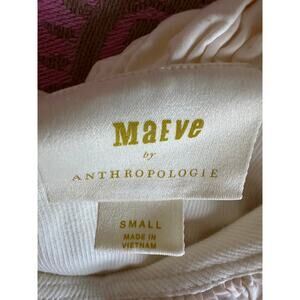 MaEve
by
ANTHROPOLOGIE
SMALL
MADE IN
VIETNAM